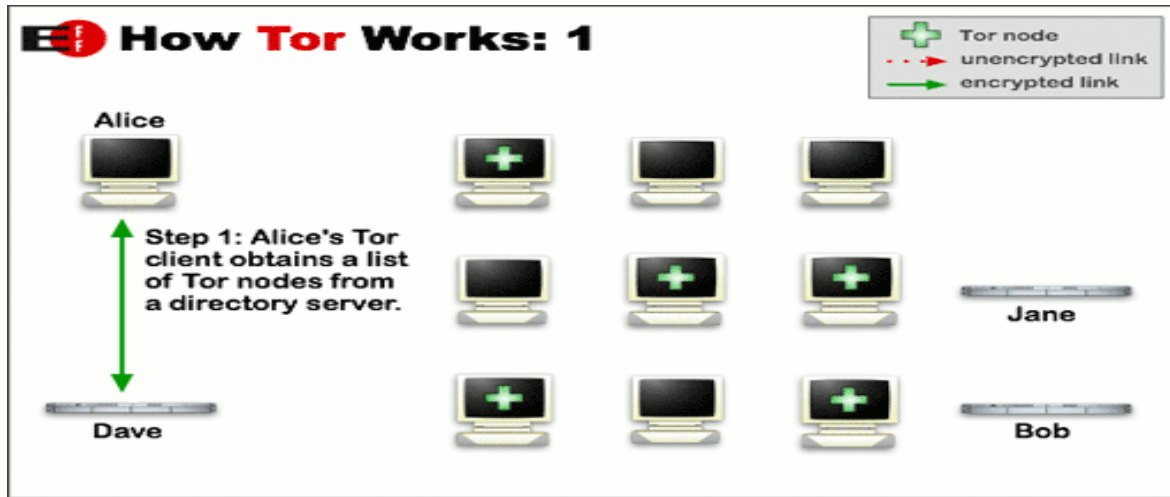 EFF How Tor Works: 1
Tor node
unencrypted link
encrypted link
Alice
Step 1: Alice's Tor
client obtains a list
of Tor nodes from
a directory server.
Jane
Dave
Bob